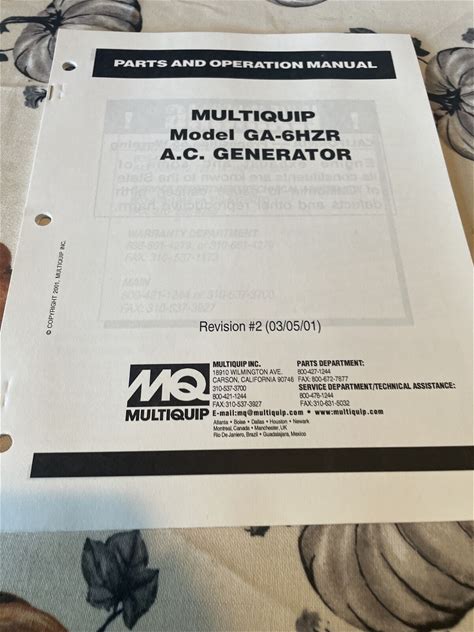 PARTS AND OPERATION MANUAL
MULTIQUIP
Model GA-6HZR
A.C. GENERATOR
© COPYRIGHT 2001, MULTIQUIP INC.
Revision #2 (03/05/01)
MQ
MULTIQUIP
MULTIQUIP INC.
18910 WILMINGTON AVE.
CARSON, CALIFORNIA 90746
310-537-3700
800-421-1244
FAX:310-537-3927
PARTS DEPARTMENT:
800-427-1244
FAX: 800-672-7877
SERVICE DEPARTMENT/TECHNICAL ASSISTANCE:
800-478-1244
FAX: 310-631-5032
E-mail:mq@multiquip.com • www.multiquip.com
Atlanta • Boise • Dallas • Houston • Newark
Montreal, Canada • Manchester, UK
Rio De Janiero, Brazil • Guadalajara, Mexico